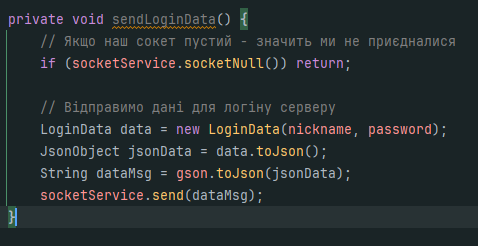 private void sendLoginData() {
// Якщо наш сокет пустий - значить ми не приєдналися
if (socketService.socketNull()) return;
// Відправимо дані для логіну серверу
LoginData data = new LoginData(nickname, password);
JsonObject jsonData = data.toJson();
String dataMsg = gson.toJson(jsonData);
socketService.send(dataMsg);
}